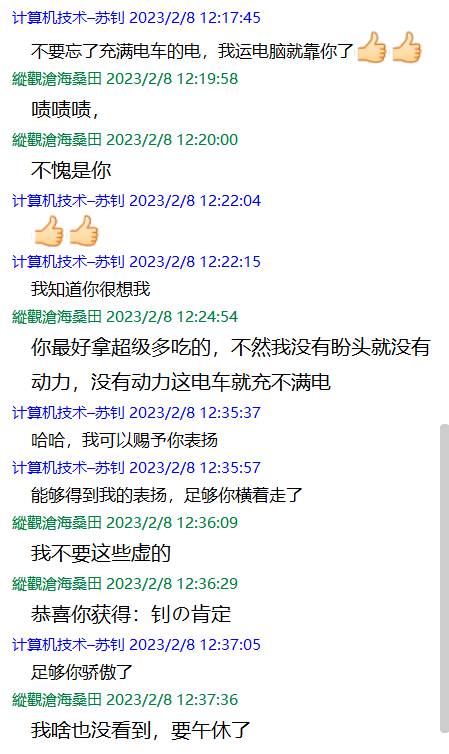 计算机技术–苏钊 2023/2/8 12:17:45
不要忘了充满电车的电，我运电脑就靠你了👍👍
縱觀滄海桑田 2023/2/8 12:19:58
啧啧啧，
縱觀滄海桑田 2023/2/8 12:20:00
不愧是你
计算机技术–苏钊 2023/2/8 12:22:04
👍👍
计算机技术–苏钊 2023/2/8 12:22:15
我知道你很想我
縱觀滄海桑田 2023/2/8 12:24:54
你最好拿超级多吃的，不然我没有盼头就没有
动力，没有动力这电车就充不满电
计算机技术–苏钊 2023/2/8 12:35:37
哈哈，我可以赐予你表扬
计算机技术–苏钊 2023/2/8 12:35:57
能够得到我的表扬，足够你横着走了
縱觀滄海桑田 2023/2/8 12:36:09
我不要这些虚的
縱觀滄海桑田 2023/2/8 12:36:29
恭喜你获得：钊の肯定
计算机技术–苏钊 2023/2/8 12:37:05
足够你骄傲了
縱觀滄海桑田 2023/2/8 12:37:36
我啥也没看到，要午休了